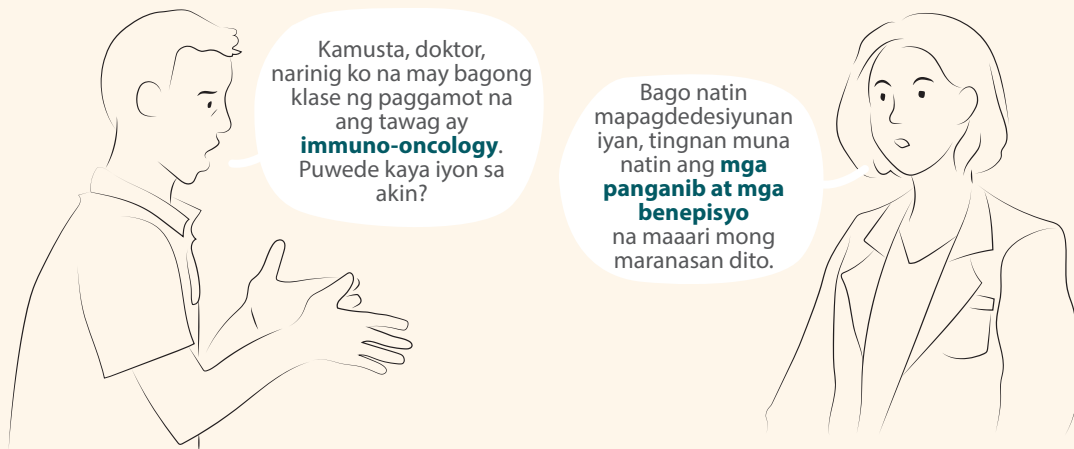 Kamusta, doktor,
narinig ko na may bagong
klase ng paggamot na
ang tawag ay
immuno-oncology.
Puwede kaya iyon sa
akin?
Bago natin
mapagdedesiyunan
iyan, tingnan muna
natin ang mga
panganib at mga
benepisyo
na maaari mong
maranasan dito.